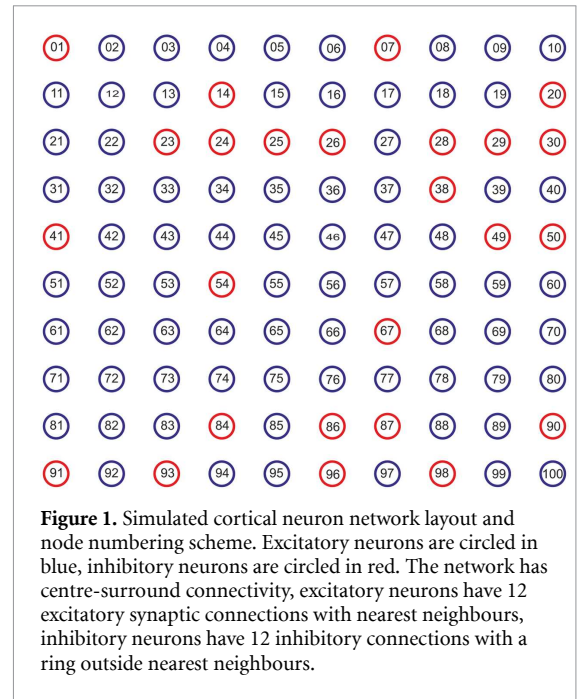 01 02 03 04 05 06 07 08 09 10
11 12 13 14 15 16 17 18 19 20
21 22 23 24 25 26 27 28 29 30
31 32 33 34 35 36 37 38 39 40
41 42 43 44 45 46 47 48 49 50
51 52 53 54 55 56 57 58 59 60
61 62 63 64 65 66 67 68 69 70
71 72 73 74 75 76 77 78 79 80
81 82 83 84 85 86 87 88 89 90
91 92 93 94 95 96 97 98 99 100
Figure 1. Simulated cortical neuron network layout and
node numbering scheme. Excitatory neurons are circled in
blue, inhibitory neurons are circled in red. The network has
centre-surround connectivity, excitatory neurons have 12
excitatory synaptic connections with nearest neighbours,
inhibitory neurons have 12 inhibitory connections with a
ring outside nearest neighbours.